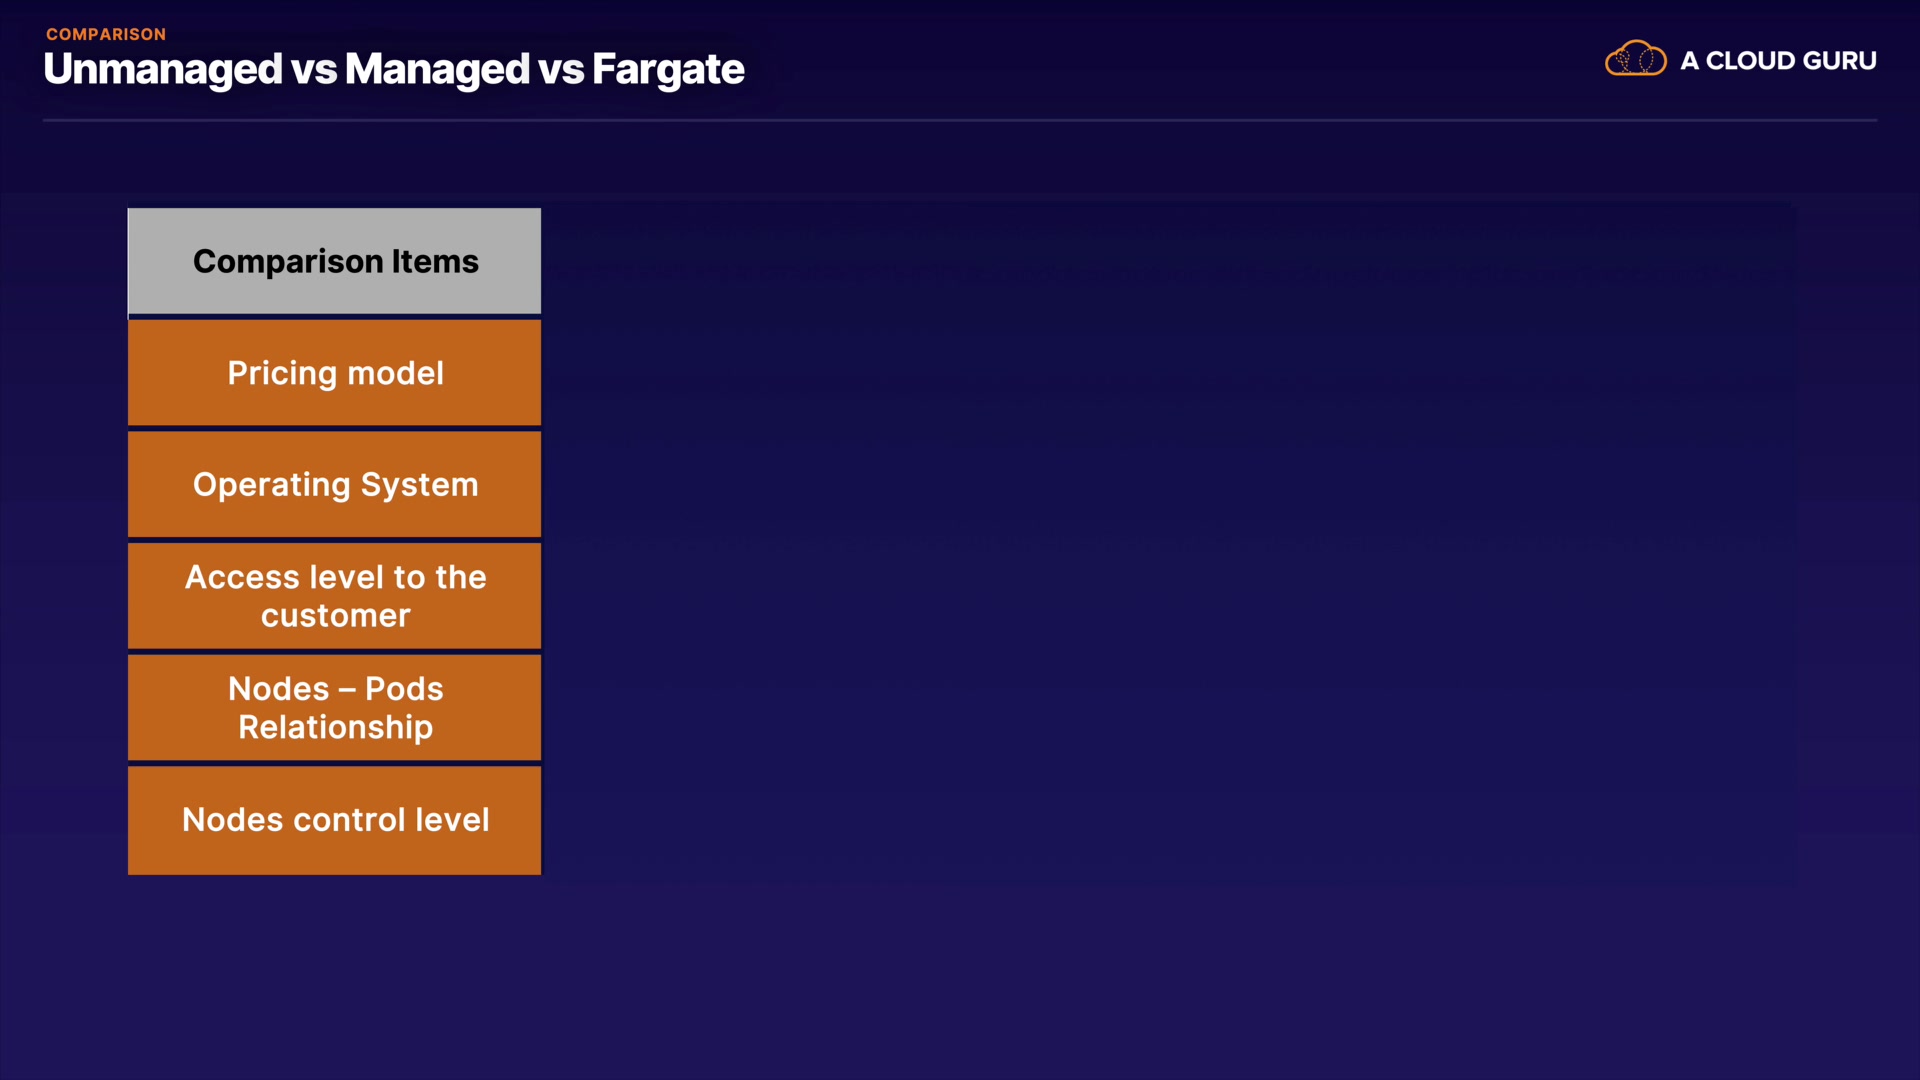 COMPARISON
Unmanaged vs Managed vs Fargate
A CLOUD GURU
Comparison Items
Pricing model
Operating System
Access level to the
customer
Nodes – Pods
Relationship
Nodes control level